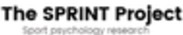 The SPRINT Project
Sport psychology research